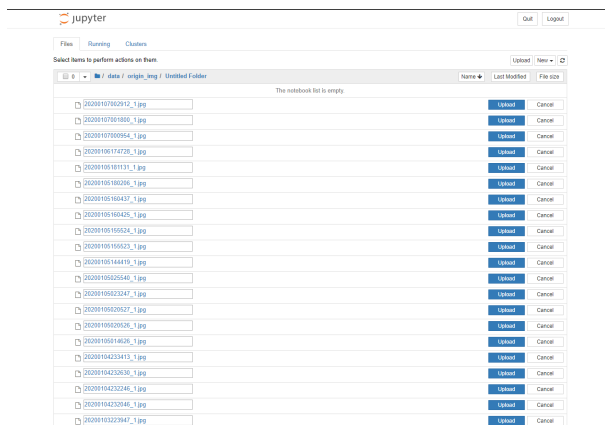 jupyter
Quit Logout
Files Running Clusters
Select items to perform actions on them.
Upload New
0 / data / origin_img / Untitled Folder Name Last Modified File size
The notebook list is empty.
20200107002912_1.jpg Upload Cancel
20200107001800_1.jpg Upload Cancel
20200107000954_1.jpg Upload Cancel
20200106174728_1.jpg Upload Cancel
20200105181131_1.jpg Upload Cancel
20200105180206_1.jpg Upload Cancel
20200105160437_1.jpg Upload Cancel
20200105160425_1.jpg Upload Cancel
20200105155524_1.jpg Upload Cancel
20200105155523_1.jpg Upload Cancel
20200105144419_1.jpg Upload Cancel
20200105025540_1.jpg Upload Cancel
20200105023247_1.jpg Upload Cancel
20200105020527_1.jpg Upload Cancel
20200105020526_1.jpg Upload Cancel
20200105014626_1.jpg Upload Cancel
20200104233413_1.jpg Upload Cancel
20200104232630_1.jpg Upload Cancel
20200104232246_1.jpg Upload Cancel
20200104232046_1.jpg Upload Cancel
20200103223947_1.jpg Upload Cancel